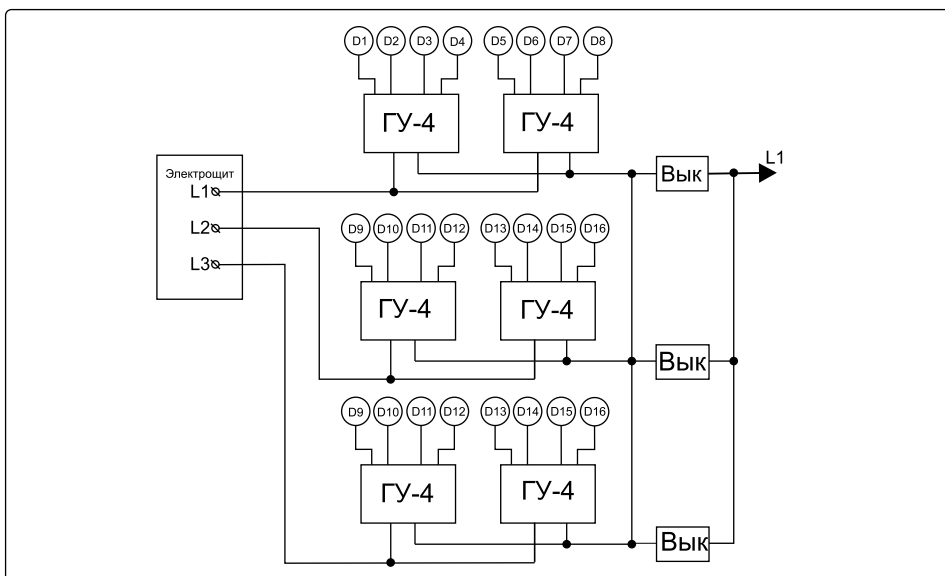 D1 D2 D3 D4 D5 D6 D7 D8
ГУ-4 ГУ-4
Электрощит
L1
L2
L3
Вык
L1
D9 D10 D11 D12 D13 D14 D15 D16
ГУ-4 ГУ-4
Вык
D9 D10 D11 D12 D13 D14 D15 D16
ГУ-4 ГУ-4
Вык